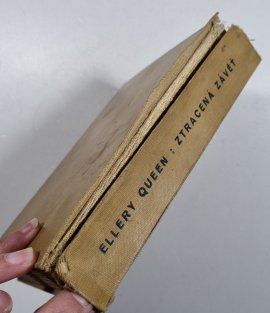 ELLERY QUEEN : ZTRACENÁ ZÁVĚŤ